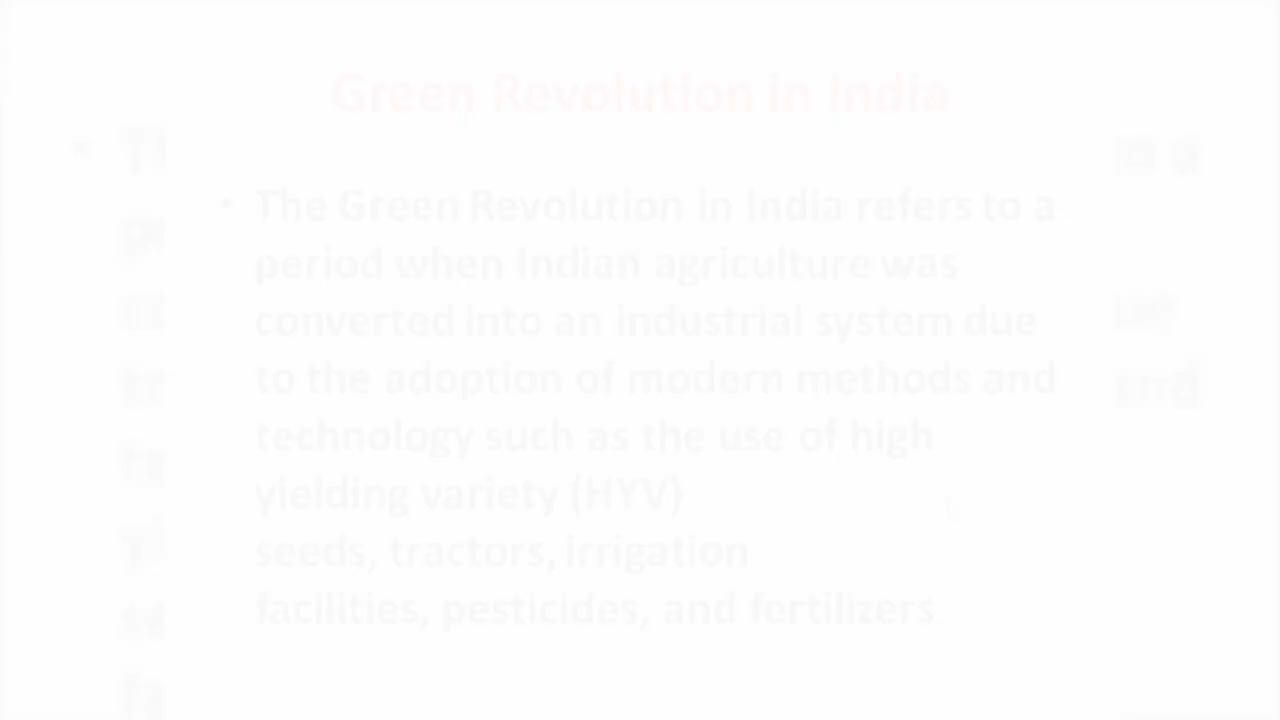 Green Revolution in India
• The Green Revolution in India refers to a
period when Indian agriculture was
converted into an industrial system due
to the adoption of modern methods and
technology such as the use of high
yielding variety (HYV)
seeds, tractors, irrigation
facilities, pesticides, and fertilizers.